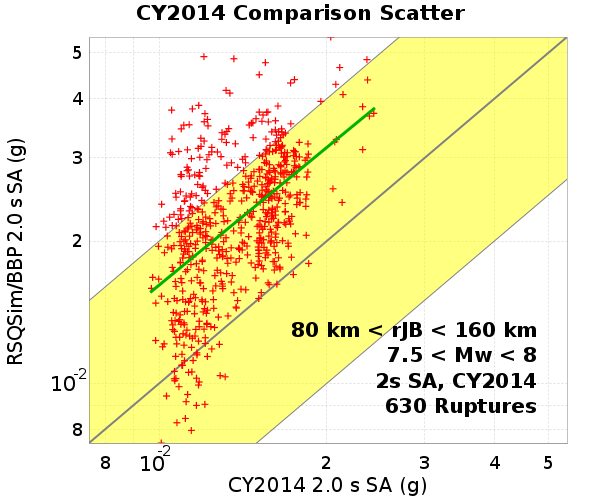 CY2014 Comparison Scatter
RSQSim/BBP 2.0 s SA (g)
5
4
3
2
10-2
8
80 km < rJB < 160 km
7.5 < Mw < 8
2s SA, CY2014
630 Ruptures
8 10-2 2 3 4 5
CY2014 2.0 s SA (g)